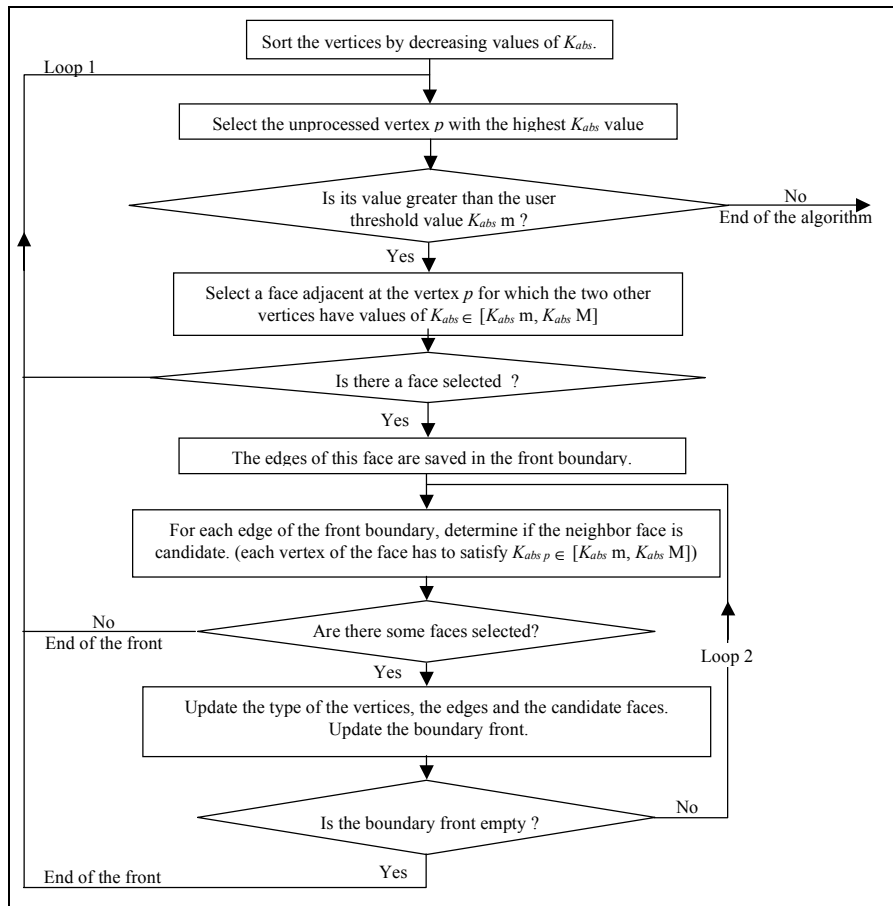 Sort the vertices by decreasing values of Kabs.
Loop 1
Select the unprocessed vertex p with the highest Kabs value
Is its value greater than the user
threshold value Kabs m ?
No
End of the algorithm
Yes
Select a face adjacent at the vertex p for which the two other
vertices have values of Kabs ∈ [Kabs m, Kabs M]
Is there a face selected ?
Yes
The edges of this face are saved in the front boundary.
For each edge of the front boundary, determine if the neighbor face is
candidate. (each vertex of the face has to satisfy Kabs p ∈ [Kabs m, Kabs M])
No
End of the front
Are there some faces selected?
Loop 2
Yes
Update the type of the vertices, the edges and the candidate faces.
Update the boundary front.
No
Is the boundary front empty ?
Yes
End of the front